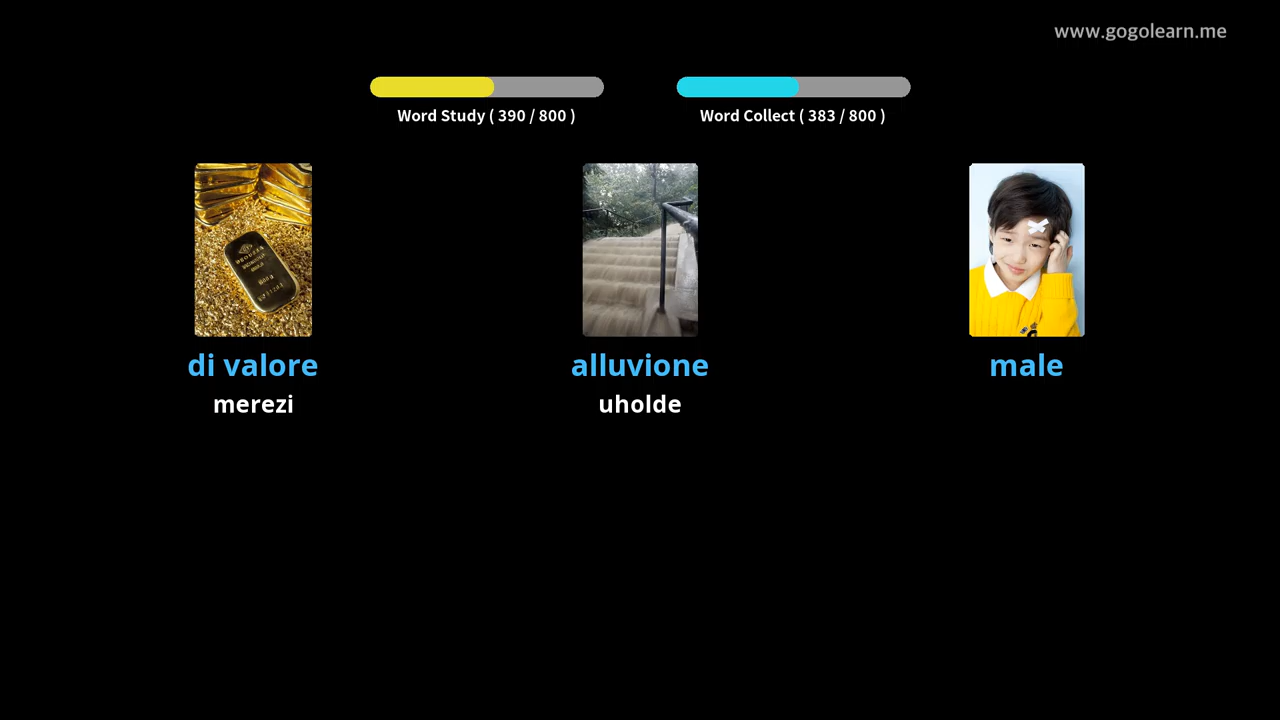 www.gogolearn.me
Word Study ( 390 / 800 )
Word Collect ( 383 / 800 )
di valore
alluvione
male
merezi
uholde